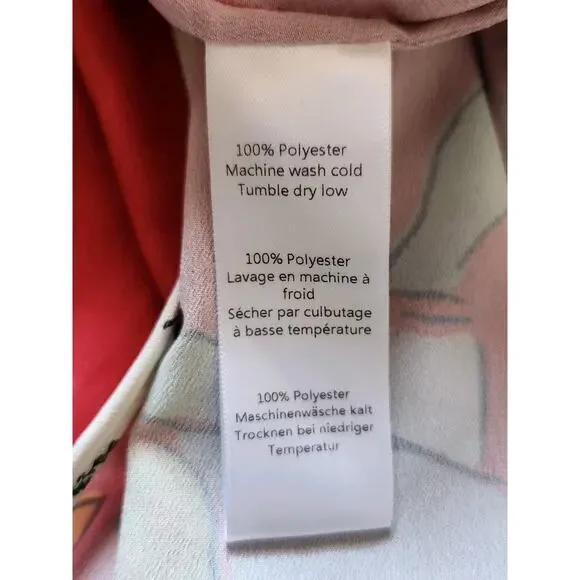 100% Polyester
Machine wash cold
Tumble dry low
100% Polyester
Lavage en machine à
froid
Sécher par culbutage
à basse température
100% Polyester
Maschinenwäsche kalt
Trocknen bei niedriger
Temperatur